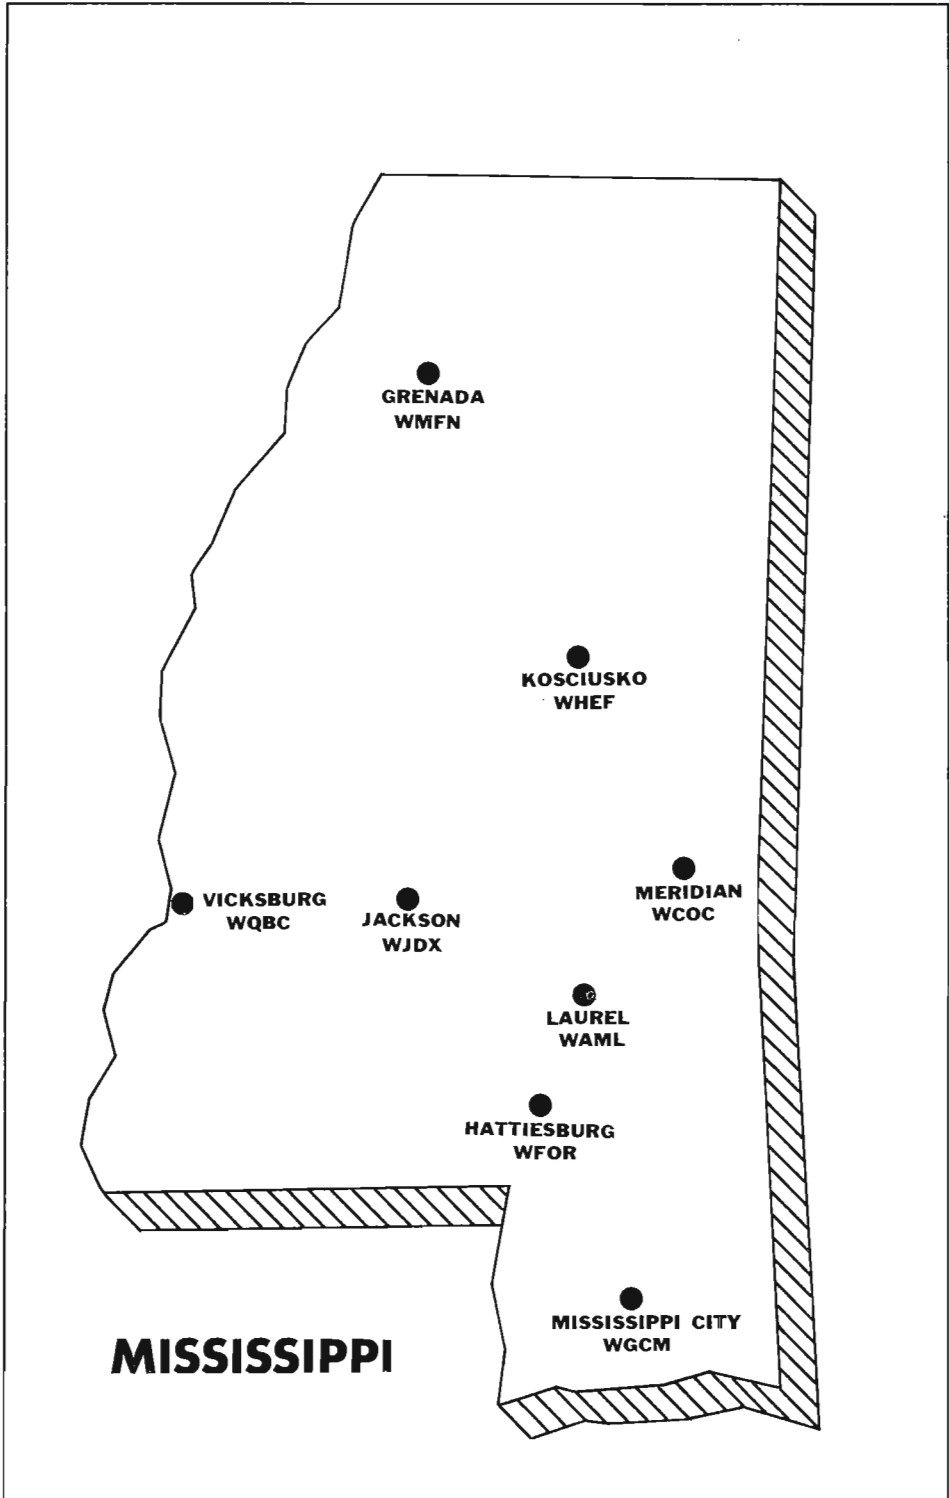 GRENADA
WMFN
KOSCIUSKO
WHEF
VICKSBURG
WQBC
JACKSON
WJDX
MERIDIAN
WCOC
LAUREL
WAML
HATTIESBURG
WFOR
MISSISSIPPI CITY
WGCM
MISSISSIPPI